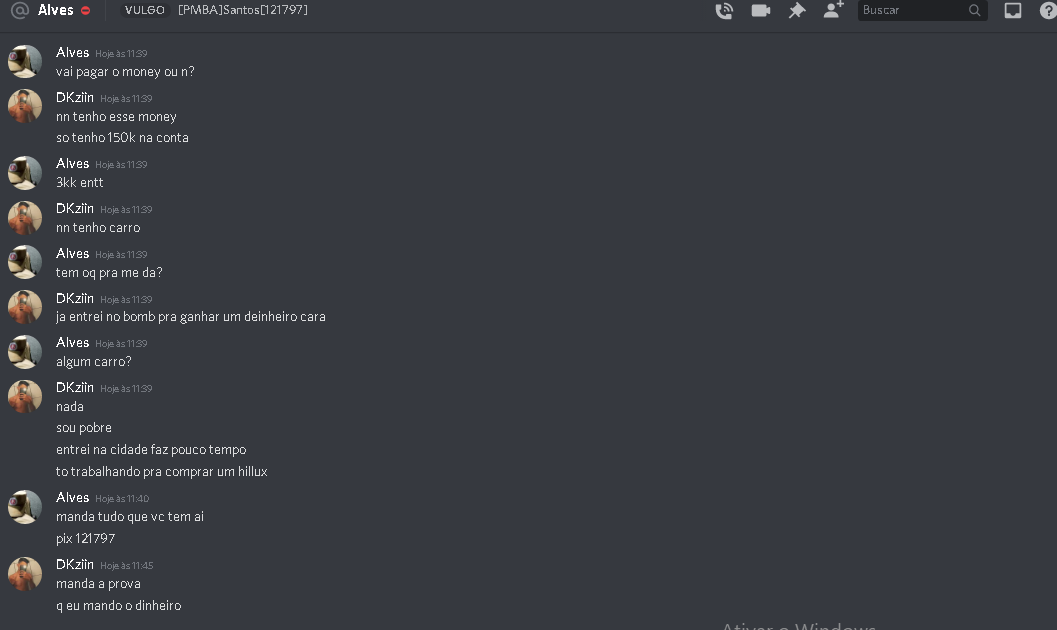 Alves VULGO [PMBA]Santos[121797] Buscar
Alves Hoje às 11:39
vai pagar o money ou n?
DKziin Hoje às 11:39
nn tenho esse money
so tenho 150k na conta
Alves Hoje às 11:39
3kk entt
DKziin Hoje às 11:39
nn tenho carro
Alves Hoje às 11:39
tem oq pra me da?
DKziin Hoje às 11:39
ja entrei no bomb pra ganhar um deinheiro cara
Alves Hoje às 11:39
algum carro?
DKziin Hoje às 11:39
nada
sou pobre
entrei na cidade faz pouco tempo
to trabalhando pra comprar um hillux
Alves Hoje às 11:40
manda tudo que vc tem ai
pix 121797
DKziin Hoje às 11:45
manda a prova
q eu mando o dinheiro
Ativar o Windows